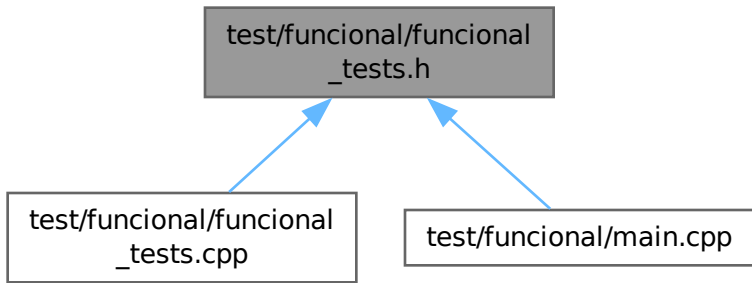 test/funcional/funcional
_tests.h
test/funcional/funcional
_tests.cpp
test/funcional/main.cpp